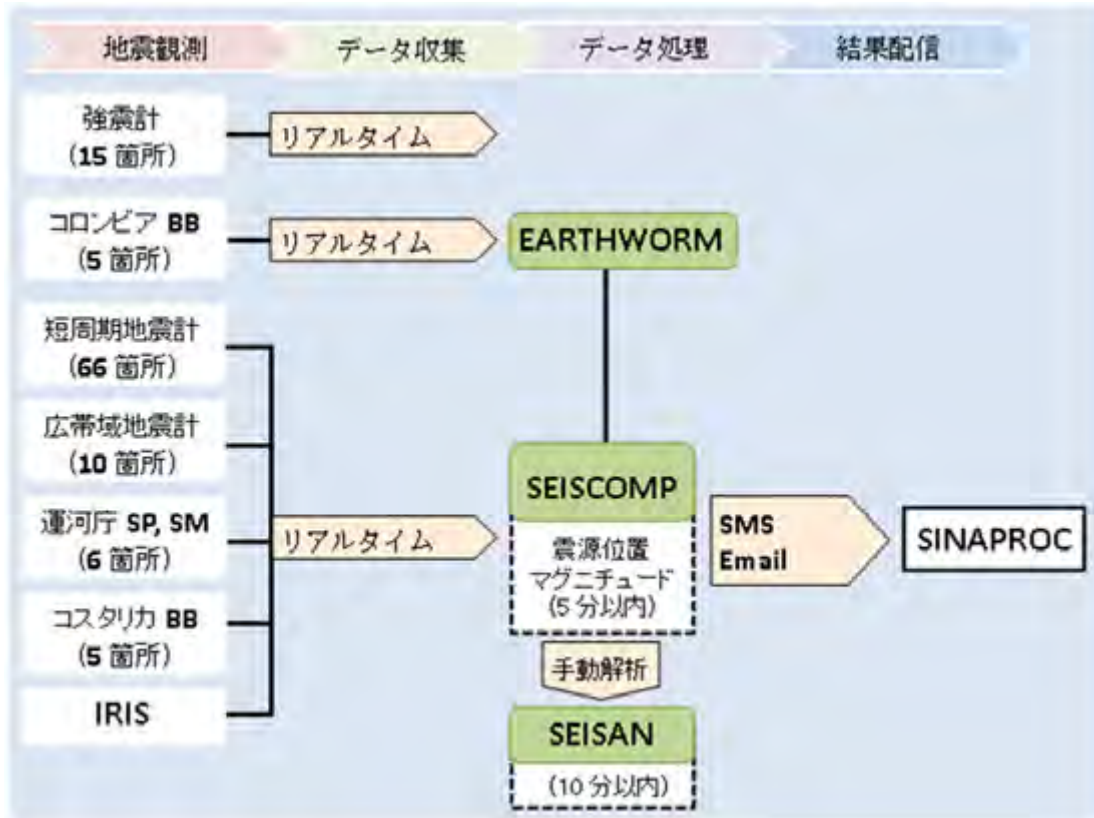 地震観測
データ収集
データ処理
結果配信
強震計
(15 箇所)
リアルタイム
コロンビア BB
(5 箇所)
リアルタイム
EARTHWORM
短周期地震計
(66 箇所)
広帯域地震計
(10 箇所)
運河庁 SP, SM
(6 箇所)
コスタリカ BB
(5 箇所)
IRIS
リアルタイム
SEISCOMP
震源位置
マグニチュード
(5 分以内)
SMS
Email
SINAPROC
手動解析
SEISAN
(10 分以内)